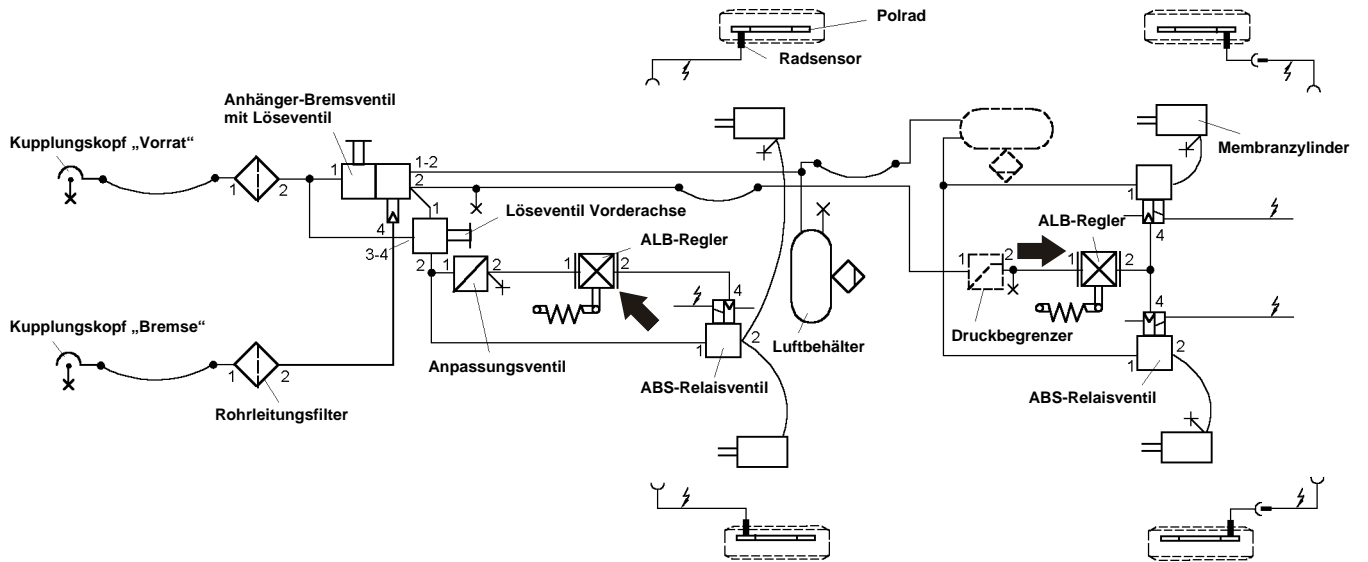 Polrad
Radsensor
Anhänger-Bremsventil
mit Löseventil
Kupplungskopf „Vorrat“
1
2
1
1-2
2
4
1
3-4
2
Löseventil Vorderachse
ALB-Regler
1
2
1
2
4
1
2
Anpassungsventil
ABS-Relaisventil
Luftbehälter
Kupplungskopf „Bremse“
1
2
Rohrleitungsfilter
Membranzylinder
1
2
4
ALB-Regler
1
2
1
2
4
1
2
Druckbegrenzer
ABS-Relaisventil